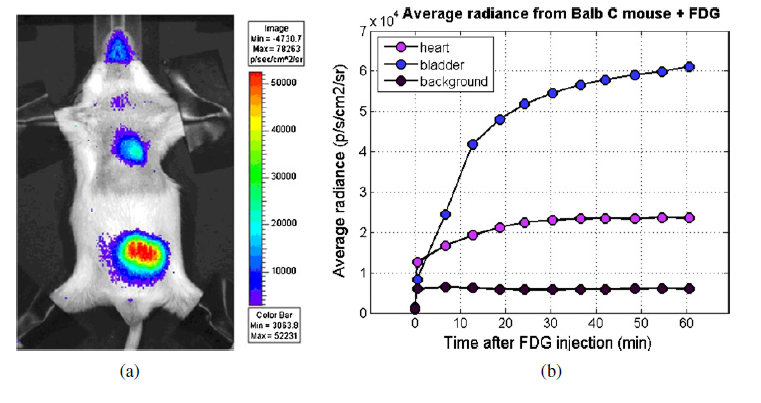 Image
Min = -4730.7
Max = 78263
p/sec/cm^2/sr
50000
40000
30000
20000
10000
Color Bar
Min = 3063.8
Max = 52231
(a)
7 x 10^4 Average radiance from Balb C mouse + FDG
heart
bladder
background
Average radiance (p/s/cm2/sr)
6
5
4
3
2
1
0
0 10 20 30 40 50 60
Time after FDG injection (min)
(b)